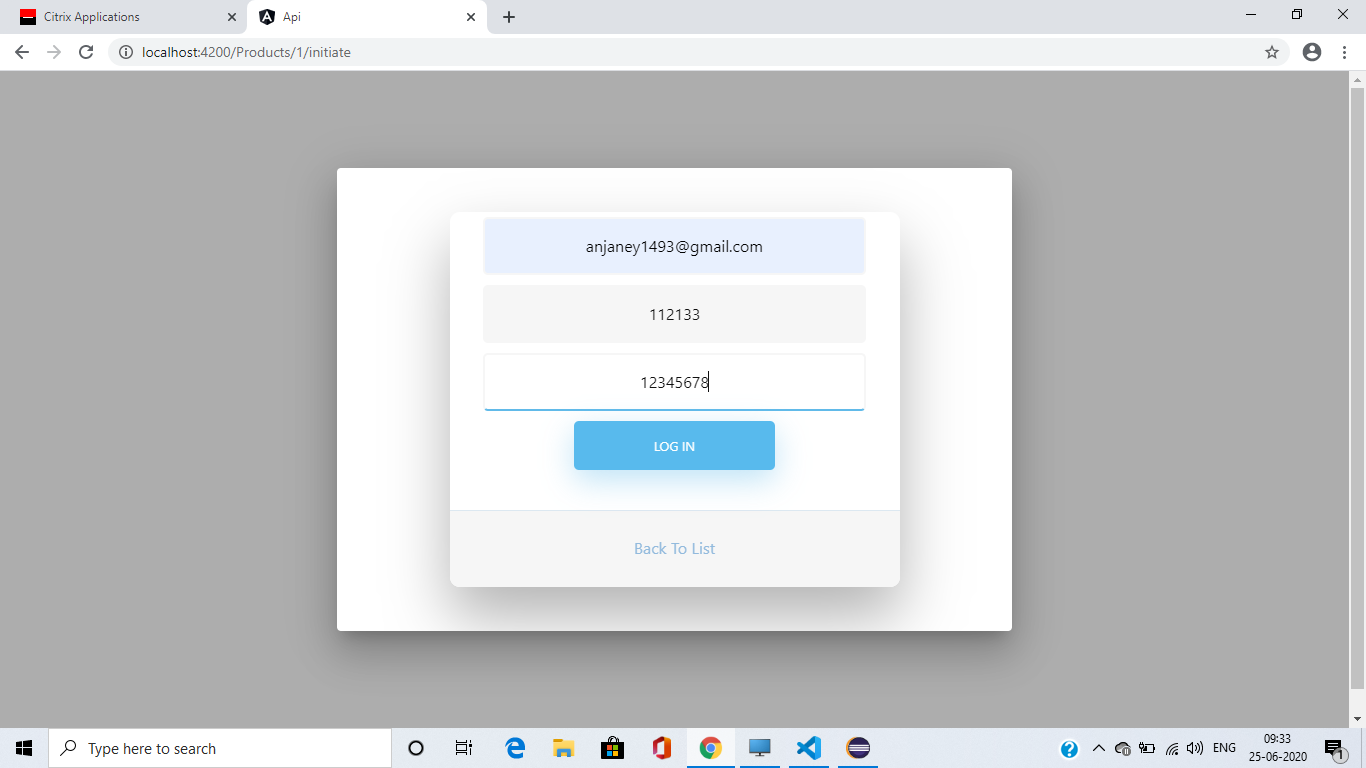 Citrix Applications
Api
localhost:4200/Products/1/initiate
anjaney1493@gmail.com
112133
12345678
LOG IN
Back To List
Type here to search
ENG
09:33
25-06-2020
1